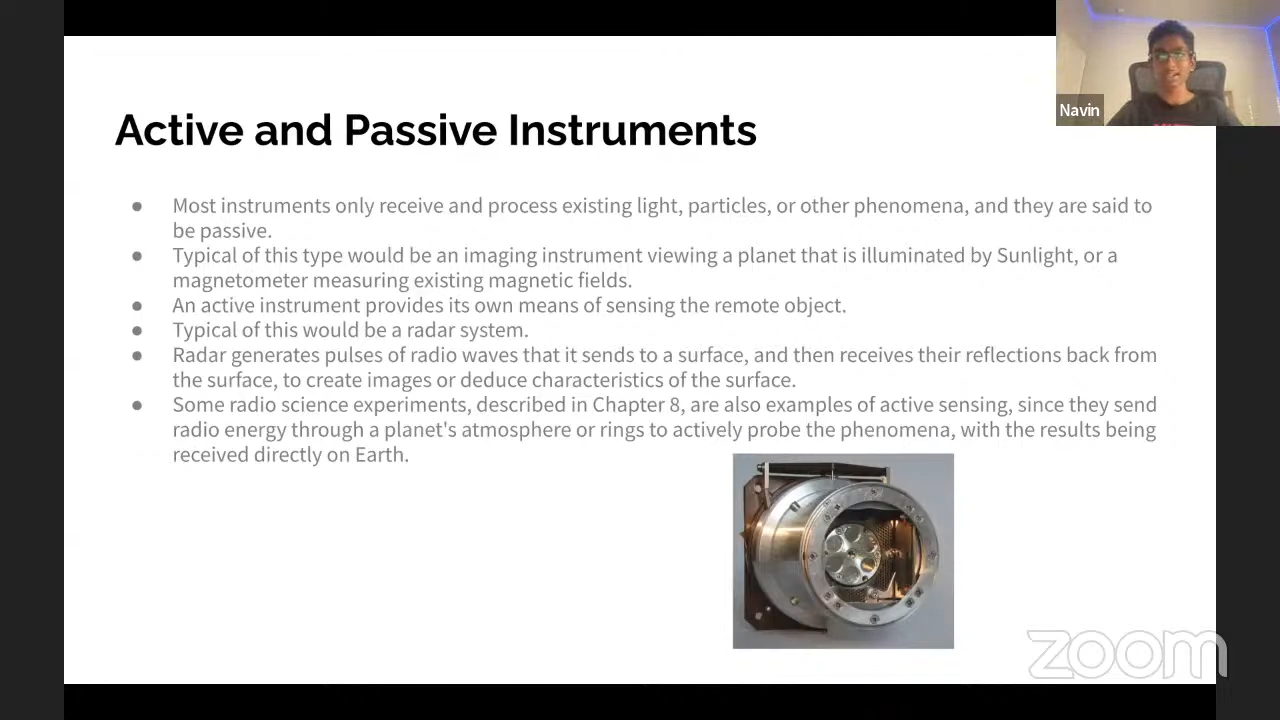 Navin
Active and Passive Instruments
● Most instruments only receive and process existing light, particles, or other phenomena, and they are said to
be passive.
● Typical of this type would be an imaging instrument viewing a planet that is illuminated by Sunlight, or a
magnetometer measuring existing magnetic fields.
● An active instrument provides its own means of sensing the remote object.
● Typical of this would be a radar system.
● Radar generates pulses of radio waves that it sends to a surface, and then receives their reflections back from
the surface, to create images or deduce characteristics of the surface.
● Some radio science experiments, described in Chapter 8, are also examples of active sensing, since they send
radio energy through a planet's atmosphere or rings to actively probe the phenomena, with the results being
received directly on Earth.
zoom